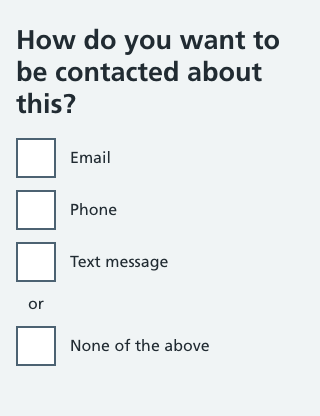 How do you want to
be contacted about
this?
Email
Phone
Text message
or
None of the above